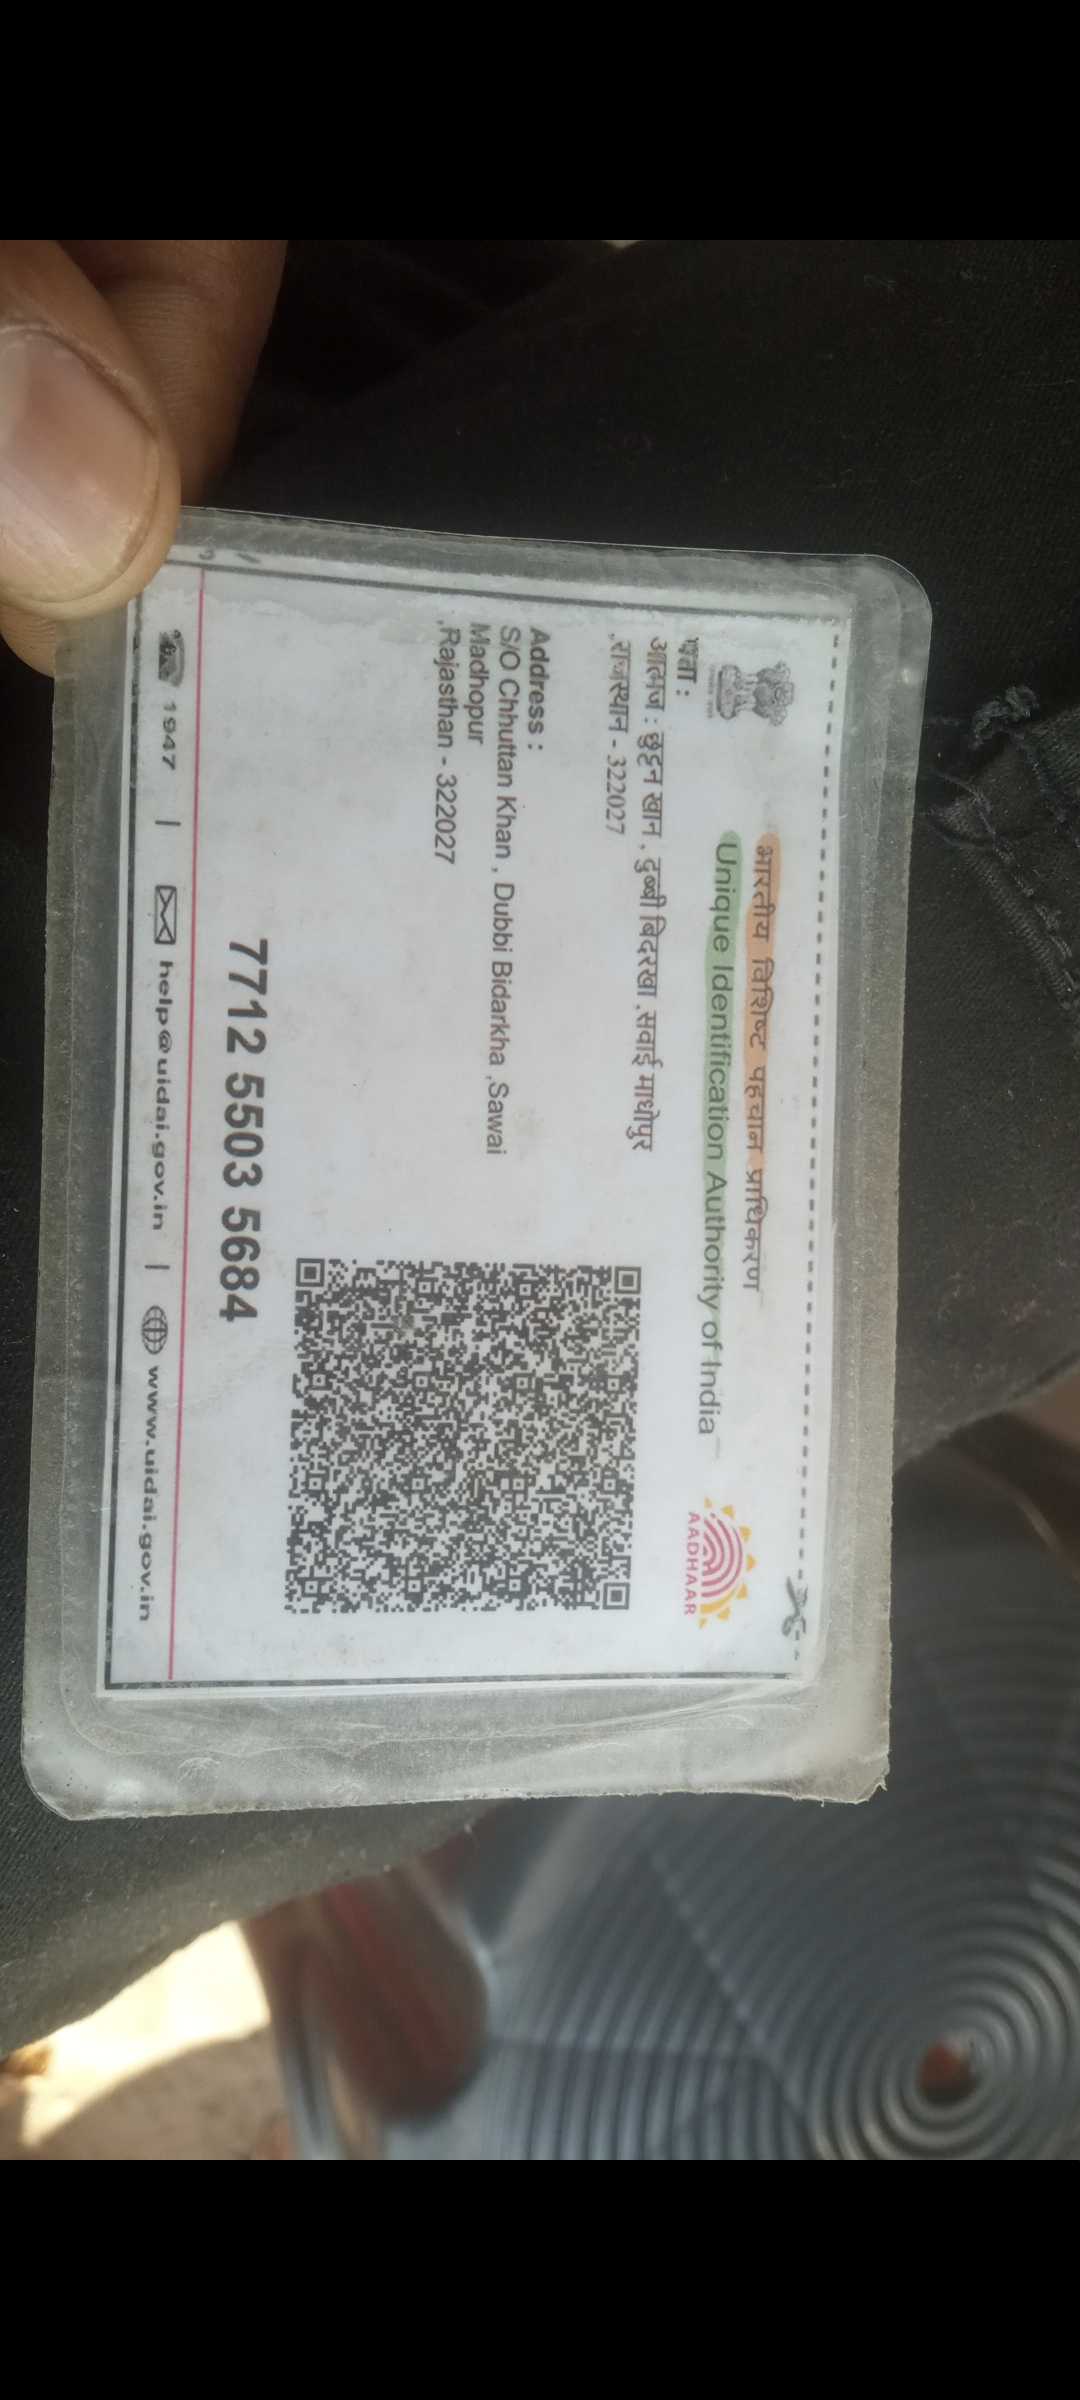 भारतीय विशिष्ट पहचान प्राधिकरण
Unique Identification Authority of India
AADHAAR
पता :
आत्मज : छुट्टन खान , दुब्बी बिदरखा ,सवाई माधोपुर
,राजस्थान - 322027
Address :
S/O Chhuttan Khan , Dubbi Bidarkha ,Sawai
Madhopur
,Rajasthan - 322027
7712 5503 5684
1947 | help@uidai.gov.in | www.uidai.gov.in